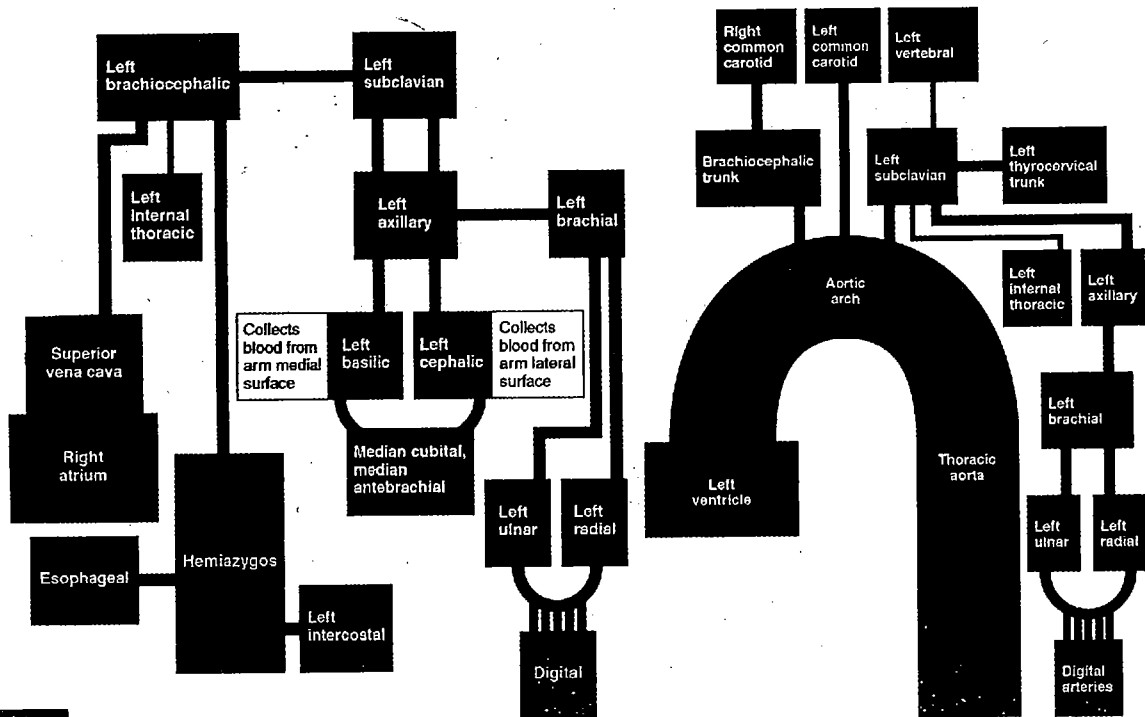 Left
brachiocephalic
Left
subclavian
Left
internal
thoracic
Left
axillary
Left
brachial
Superior
vena cava
Right
atrium
Collects
blood from
arm medial
surface
Left
basilic
Left
cephalic
Collects
blood from
arm lateral
surface
Median cubital,
median
antebrachial
Left
ulnar
Left
radial
Esophageal
Hemiazygos
Left
intercostal
Digital
Right
common
carotid
Left
common
carotid
Left
vertebral
Brachiocephalic
trunk
Left
subclavian
Left
thyrocervical
trunk
Aortic
arch
Left
internal
thoracic
Left
axillary
Left
brachial
Left
ventricle
Thoracic
aorta
Left
ulnar
Left
radial
Digital
arteries